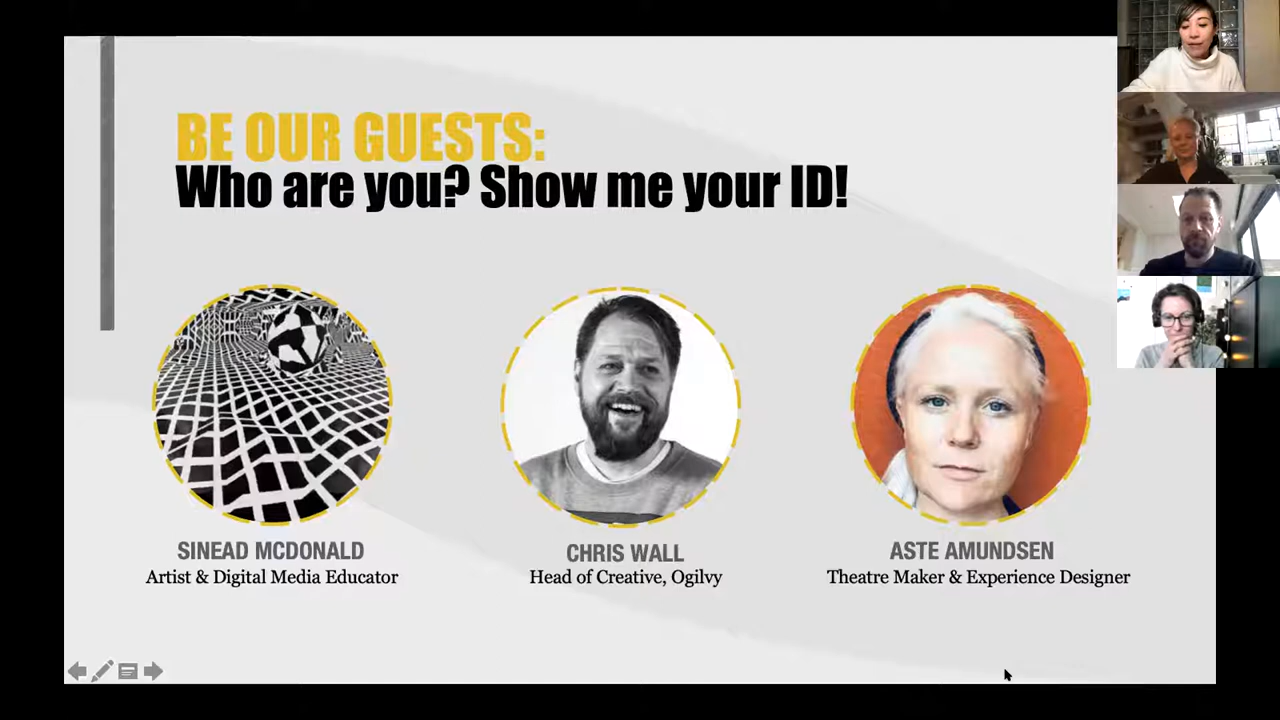 BE OUR GUESTS:
Who are you? Show me your ID!
SINEAD MCDONALD
Artist & Digital Media Educator
CHRIS WALL
Head of Creative, Ogilvy
ASTE AMUNDSEN
Theatre Maker & Experience Designer